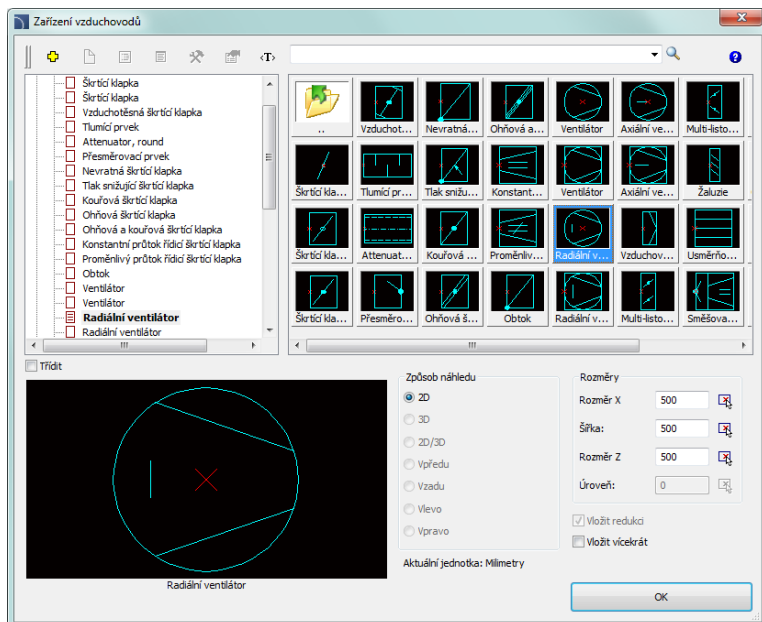 Zařízení vzduchovodů
<T>
Škrtící klapka
Škrtící klapka
Vzduchotěsná škrtící klapka
Tlumící prvek
Attenuator, round
Přesměrovací prvek
Nevratná škrtící klapka
Tlak snižující škrtící klapka
Kouřová škrtící klapka
Ohňová škrtící klapka
Ohňová a kouřová škrtící klapka
Konstantní průtok řídicí škrtící klapka
Proměnlivý průtok řídicí škrtící klapka
Obtok
Ventilátor
Ventilátor
Radiální ventilátor
Radiální ventilátor
Třídit
.. Vzduchot... Nevratná... Ohňová a... Ventilátor Axiální ve... Multi-listo...
Škrtící kla... Tlumící pr... Tlak snižu... Konstant... Ventilátor Axiální ve... Žaluzie
Škrtící kla... Attenuat... Kouřová ... Proměnliv... Radiální v... Vzduchov... Usměrňo...
Škrtící kla... Přesměro... Ohňová š... Obtok Radiální v... Multi-listo... Směšova...
Radiální ventilátor
Způsob náhledu
2D
3D
2D/3D
Vpředu
Vzadu
Vlevo
Vpravo
Aktuální jednotka: Milimetry
Rozměry
Rozměr X 500
Šířka: 500
Rozměr Z 500
Úroveň: 0
Vložit redukci
Vložit vícekrát
OK